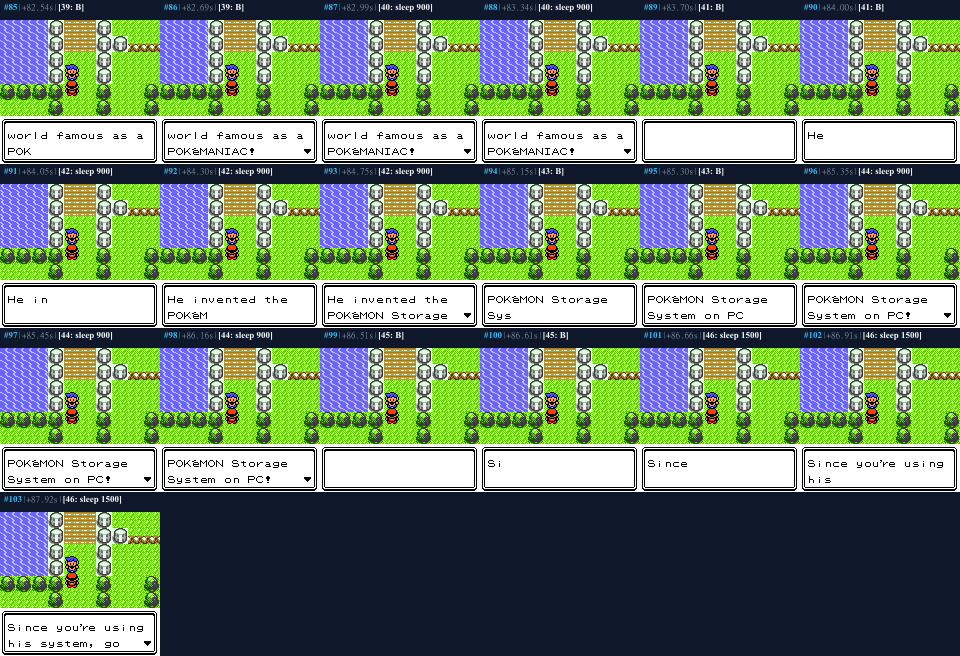 #85|+82.54s| [39: B]
#86|+82.69s| [39: B]
#87|+82.99s| [40: sleep 900]
#88|+83.34s| [40: sleep 900]
#89|+83.70s| [41: B]
#90|+84.00s| [41: B]
world famous as a
POK
world famous as a
POKéMANIAC!
world famous as a
POKéMANIAC!
world famous as a
POKéMANIAC!
He
#91|+84.05s| [42: sleep 900]
#92|+84.30s| [42: sleep 900]
#93|+84.75s| [42: sleep 900]
#94|+85.15s| [43: B]
#95|+85.30s| [43: B]
#96|+85.35s| [44: sleep 900]
He in
He invented the
POKéM
He invented the
POKéMON Storage
POKéMON Storage
Sys
POKéMON Storage
System on PC
POKéMON Storage
System on PC!
#97|+85.45s| [44: sleep 900]
#98|+86.16s| [44: sleep 900]
#99|+86.51s| [45: B]
#100|+86.61s| [45: B]
#101|+86.66s| [46: sleep 1500]
#102|+86.91s| [46: sleep 1500]
POKéMON Storage
System on PC!
POKéMON Storage
System on PC!
Si
Since
Since you're using
his
#103|+87.92s| [46: sleep 1500]
Since you're using
his system, go